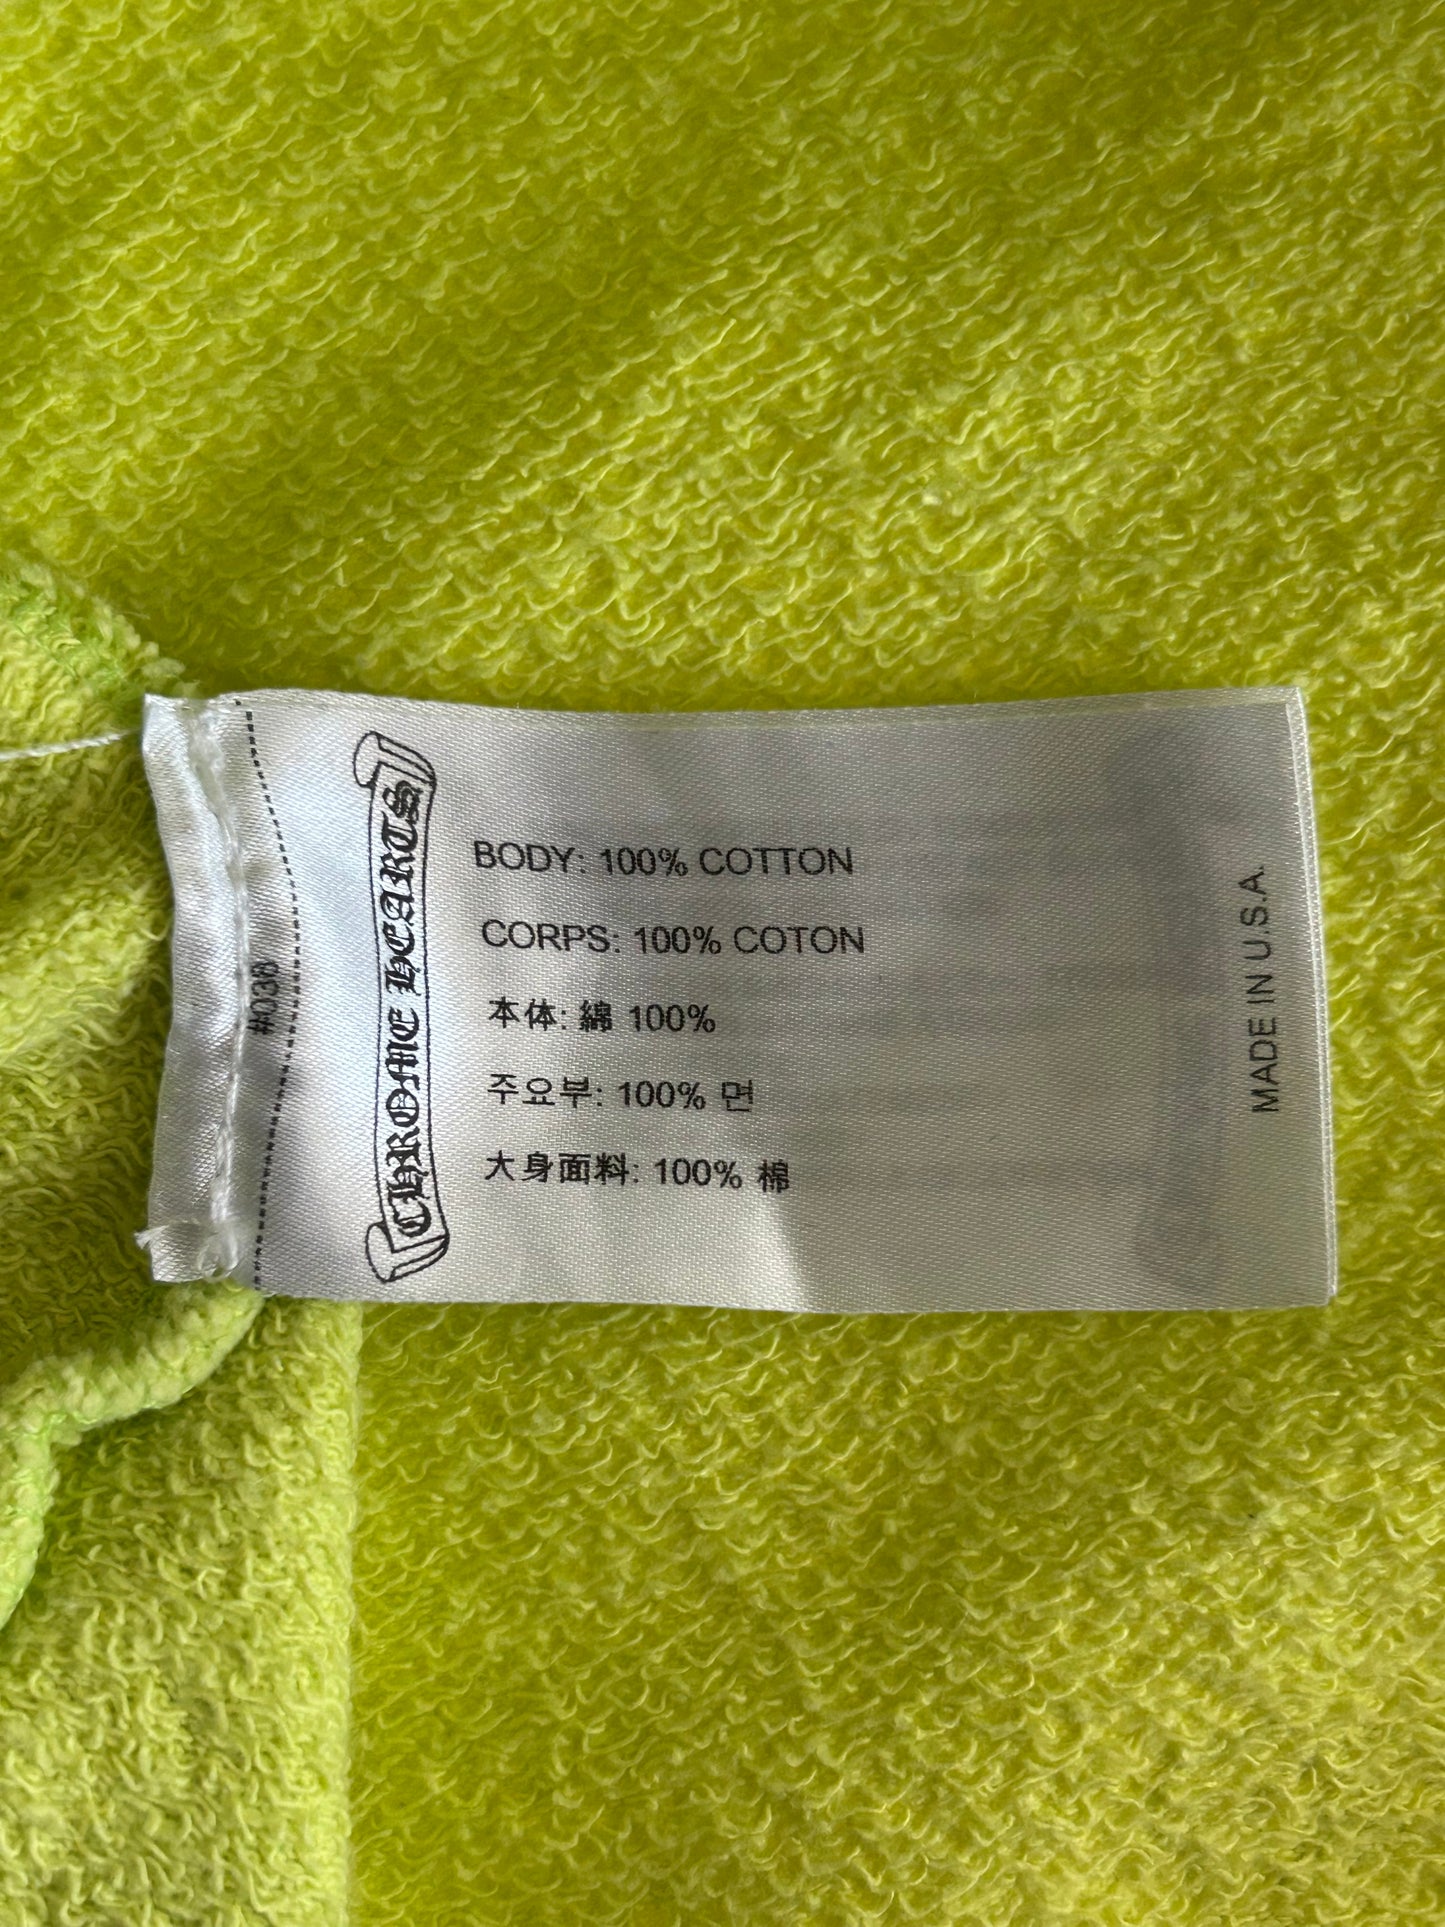 #038
CHROME HEARTS
BODY: 100% COTTON
CORPS: 100% COTON
本体: 綿 100%
주요부: 100% 면
大身面料: 100% 棉
MADE IN U.S.A.